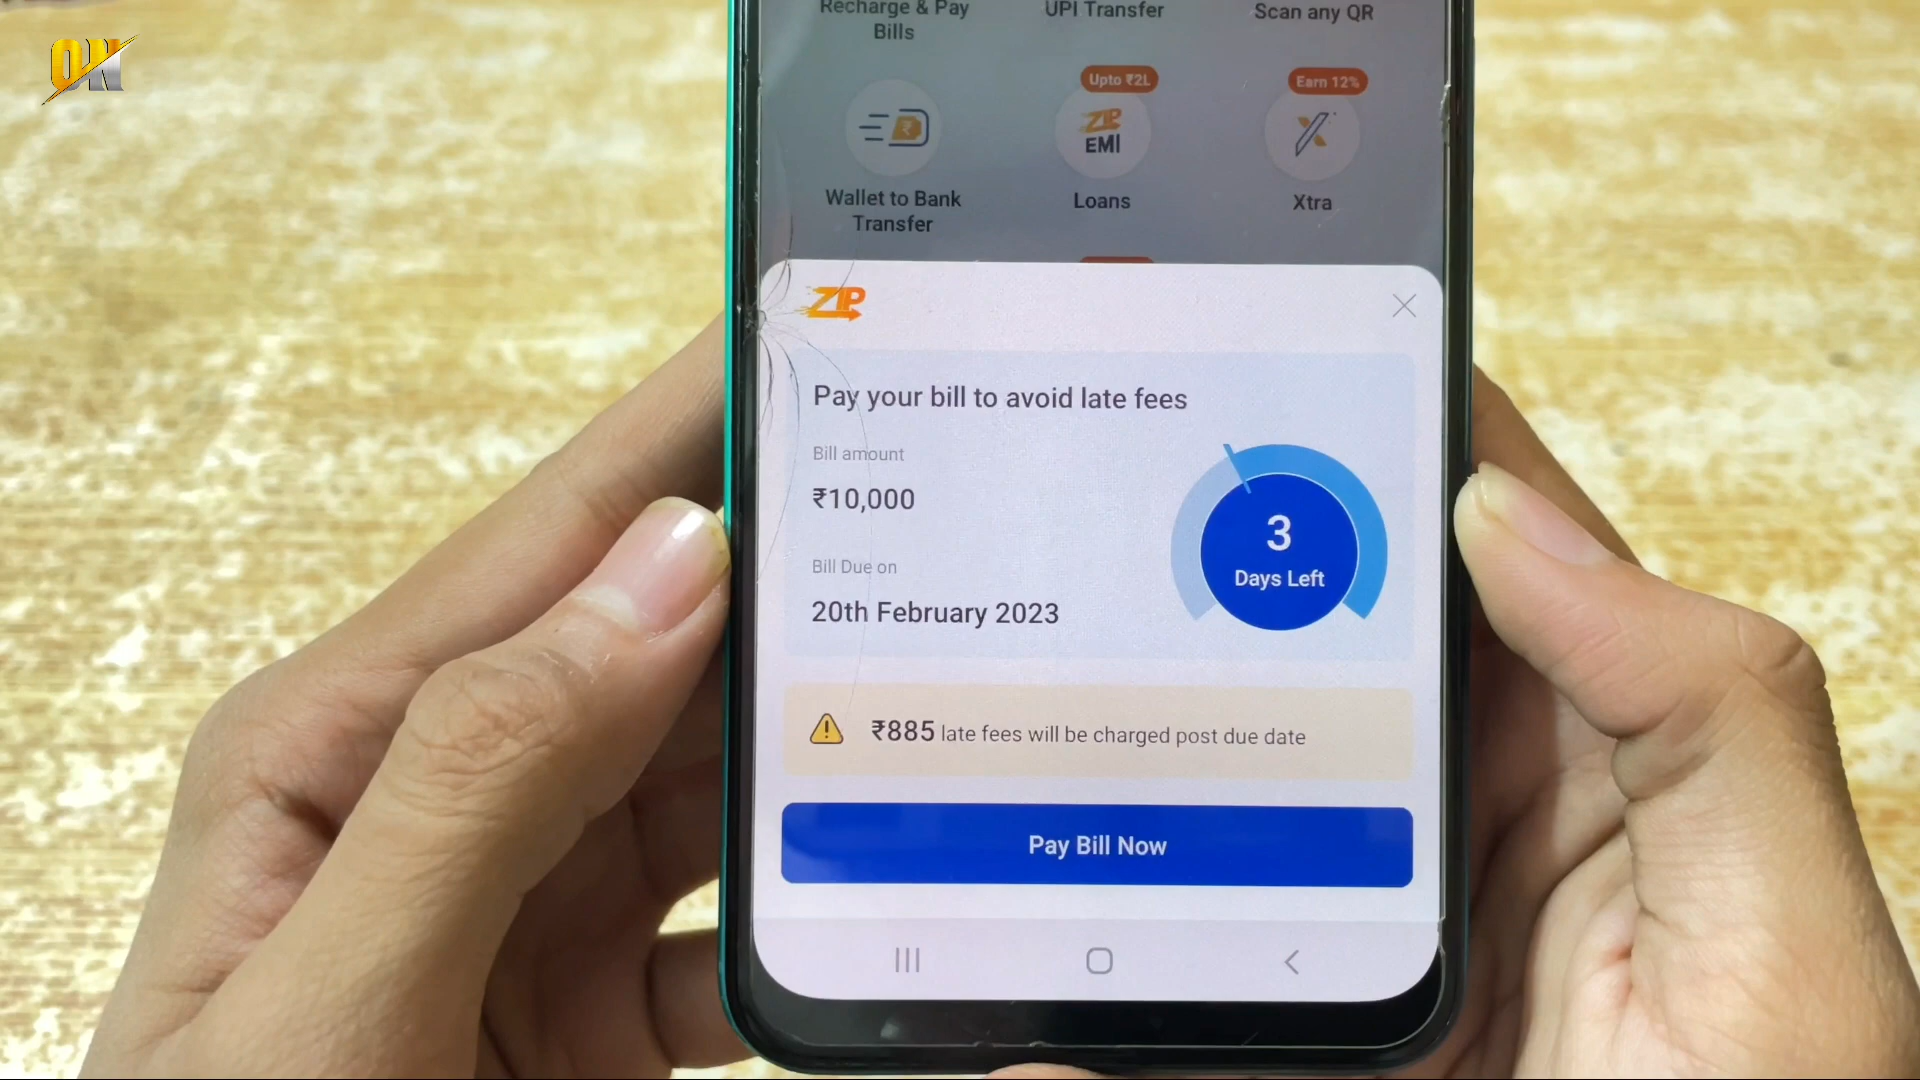 ON
Recharge & Pay
Bills
UPI Transfer
Scan any QR
Upto ₹2L
Earn 12%
ZIP
EMI
Wallet to Bank
Transfer
Loans
Xtra
ZIP
Pay your bill to avoid late fees
Bill amount
₹10,000
3
Days Left
Bill Due on
20th February 2023
₹885 late fees will be charged post due date
Pay Bill Now